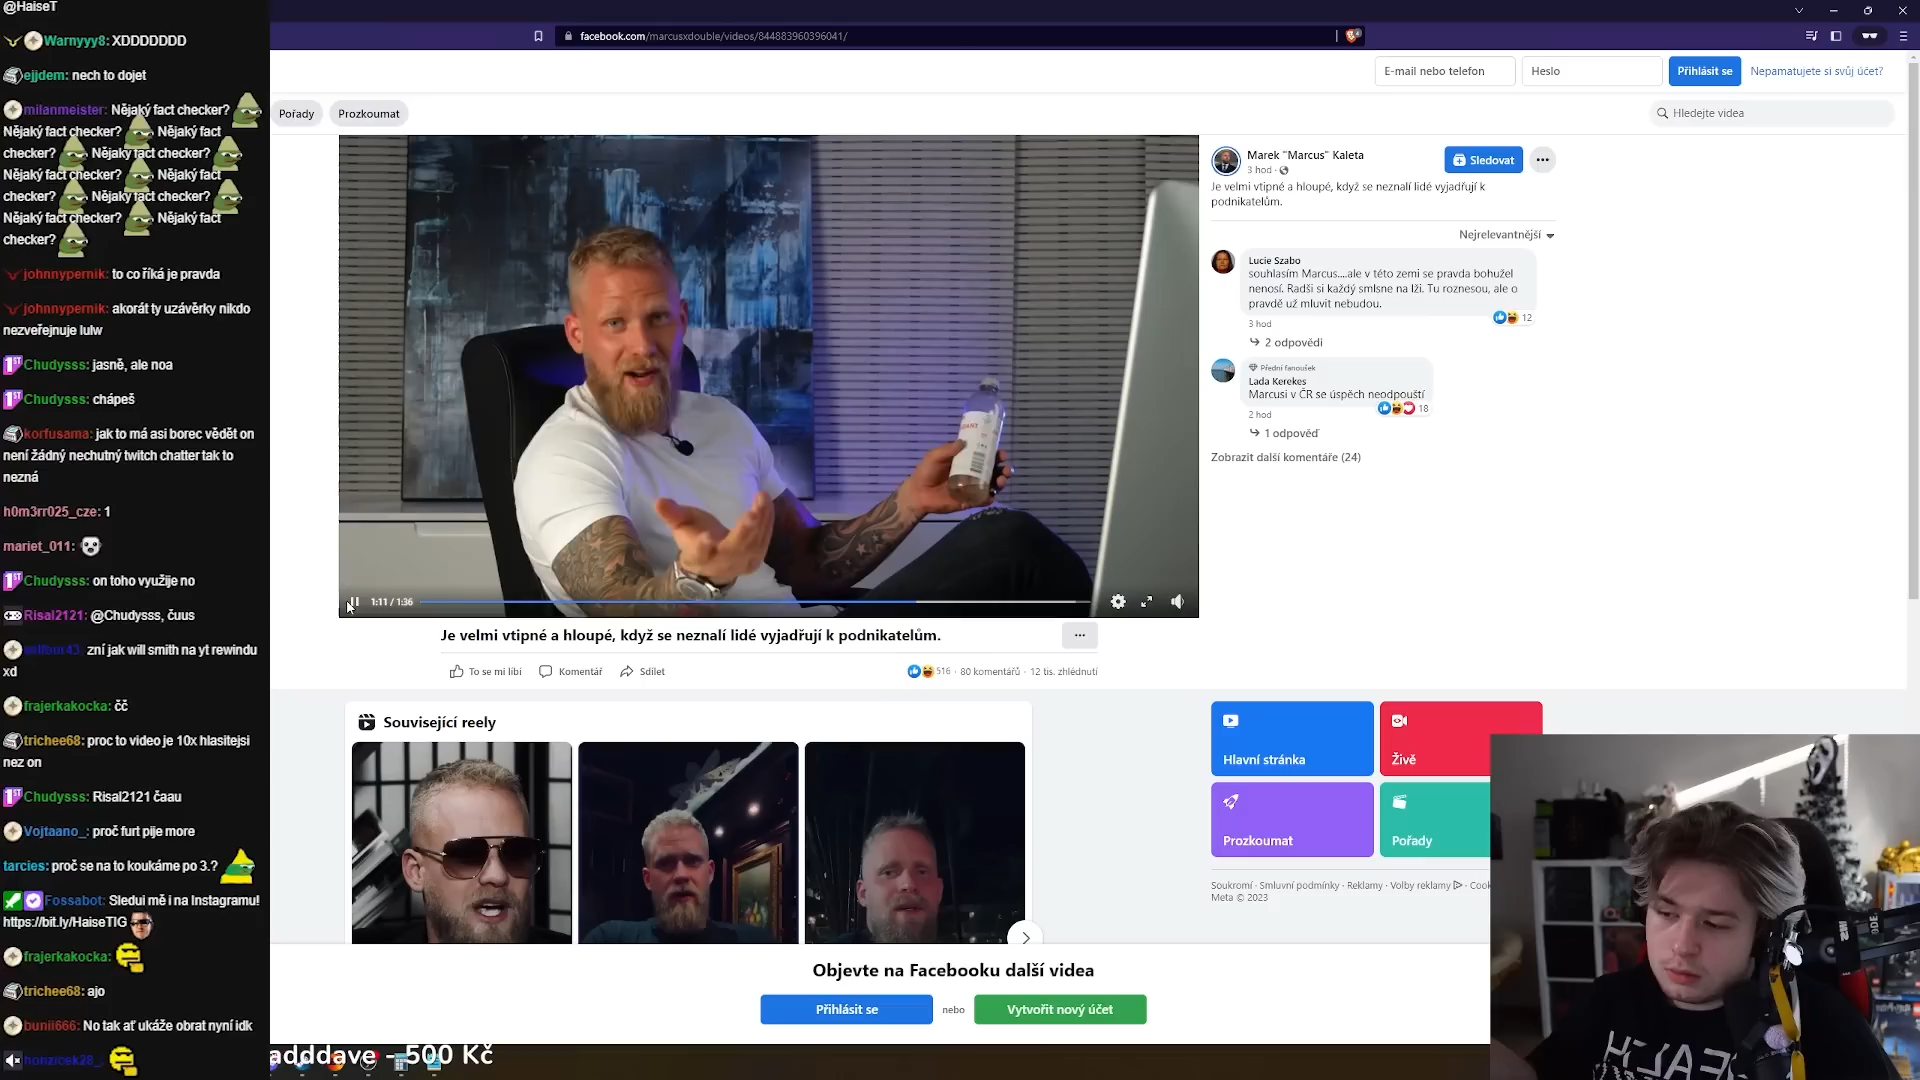 @HaiseT
Warnyyy8: XDDDDDDD
ejjdem: nech to dojet
milanmeister: Nějaký fact checker?
Nějaký fact checker? Nějaký fact
checker? Nějaký fact checker?
Nějaký fact checker? Nějaký fact
checker? Nějaký fact checker?
Nějaký fact checker? Nějaký fact
checker?
johnnypernik: to co říká je pravda
johnnypernik: akorát ty uzávěrky nikdo
nezveřejnuje lulw
Chudysss: jasně, ale noa
Chudysss: chápeš
korfusama: jak to má asi borec vědět on
není žádný nechutný twitch chatter tak to
nezná
h0m3rr025_cze: 1
mariet_011:
Chudysss: on toho využije no
Risal2121: @Chudysss, čuus
zní jak will smith na yt rewindu
xd
frajerkakocka: čč
trichee68: proc to video je 10x hlasitejsi
nez on
Chudysss: Risal2121 čaau
Vojtaano_: proč furt pije more
tarcies: proč se na to koukáme po 3.?
Fossabot: Sleduj mě i na Instagramu!
https://bit.ly/HaiseTIG
frajerkakocka:
trichee68: ajo
bunii666: No tak ať ukáže obrat nyní idk
honzicek28_:
facebook.com/marcusxdouble/videos/844883960396041/
E-mail nebo telefon
Heslo
Přihlásit se
Nepamatujete si svůj účet?
Pořady
Prozkoumat
Hledejte videa
1:11 / 1:36
Marek "Marcus" Kaleta
3 hod ·
Sledovat
Je velmi vtipné a hloupé, když se neznalí lidé vyjadřují k
podnikatelům.
Nejrelevantnější
Lucie Szabo
souhlasím Marcus....ale v této zemi se pravda bohužel
nenosí. Radši si každý smlsne na lži. Tu roznesou, ale o
pravdě už mluvit nebudou.
12
3 hod
2 odpovědi
Přední fanoušek
Lada Kerekes
Marcusi v ČR se úspěch neodpouští
18
2 hod
1 odpověď
Zobrazit další komentáře (24)
Je velmi vtipné a hloupé, když se neznalí lidé vyjadřují k podnikatelům.
To se mi líbí
Komentář
Sdílet
516 · 80 komentářů · 12 tis. zhlédnutí
Související reely
Hlavní stránka
Živě
Prozkoumat
Pořady
Soukromí · Smluvní podmínky · Reklamy · Volby reklamy · Cook
Meta © 2023
Objevte na Facebooku další videa
Přihlásit se
nebo
Vytvořit nový účet
adddave - 500 Kč